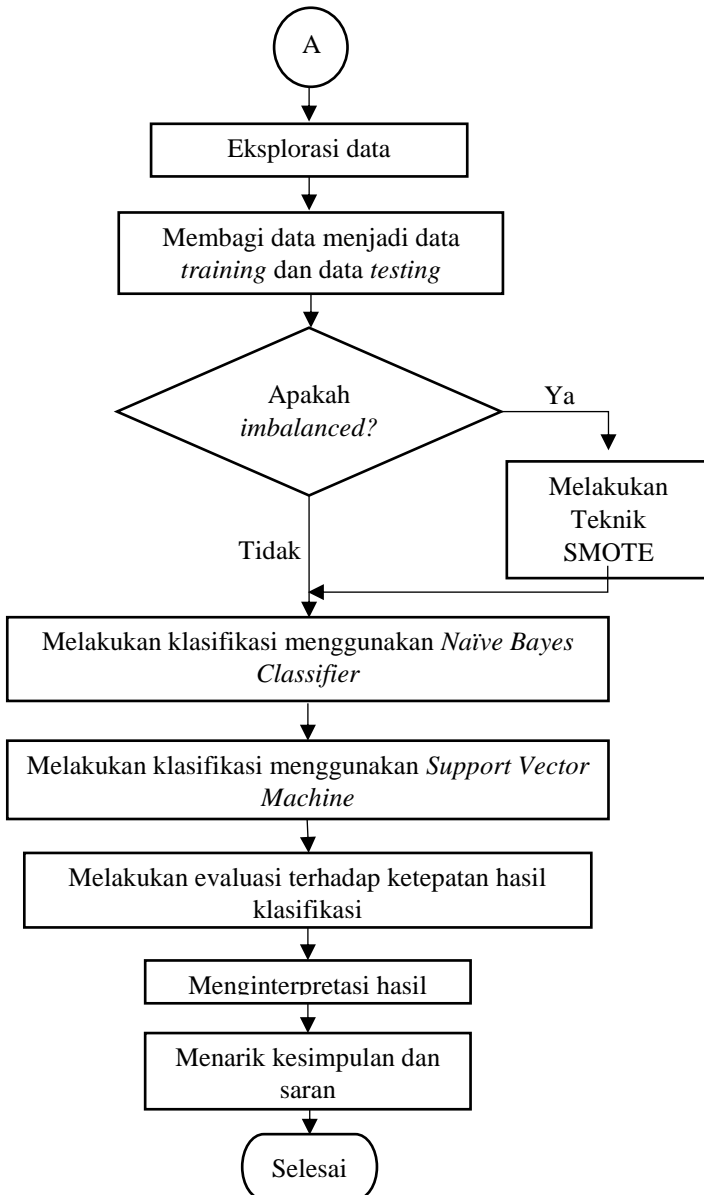 A
Eksplorasi data
Membagi data menjadi data
training dan data testing
Apakah
imbalanced?
Ya
Melakukan
Teknik
SMOTE
Tidak
Melakukan klasifikasi menggunakan Naïve Bayes
Classifier
Melakukan klasifikasi menggunakan Support Vector
Machine
Melakukan evaluasi terhadap ketepatan hasil
klasifikasi
Menginterpretasi hasil
Menarik kesimpulan dan
saran
Selesai